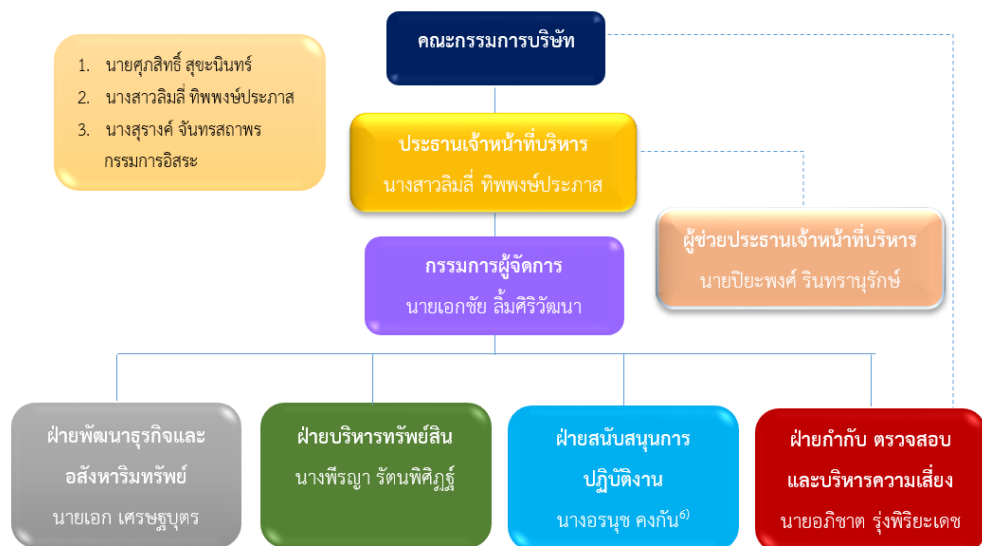 คณะกรรมการบริษัท
1. นายศุภสิทธิ์ สุขะนินทร์
2. นางสาวลิมลี่ ทิพพงษ์ประภาส
3. นางสุรางค์ จันทรสถาพร
กรรมการอิสระ
ประธานเจ้าหน้าที่บริหาร
นางสาวลิมลี่ ทิพพงษ์ประภาส
ผู้ช่วยประธานเจ้าหน้าที่บริหาร
นายปิยะพงศ์ รินทรานุรักษ์
กรรมการผู้จัดการ
นายเอกชัย ลิ้มศิริวัฒนา
ฝ่ายพัฒนาธุรกิจและ
อสังหาริมทรัพย์
นายเอก เศรษฐบุตร
ฝ่ายบริหารทรัพย์สิน
นางพีรญา รัตนพิศิฎฐ์
ฝ่ายสนับสนุนการ
ปฏิบัติงาน
นางอรนุช คงกัน⁶⁾
ฝ่ายกำกับ ตรวจสอบ
และบริหารความเสี่ยง
นายอภิชาต รุ่งพิริยะเดช